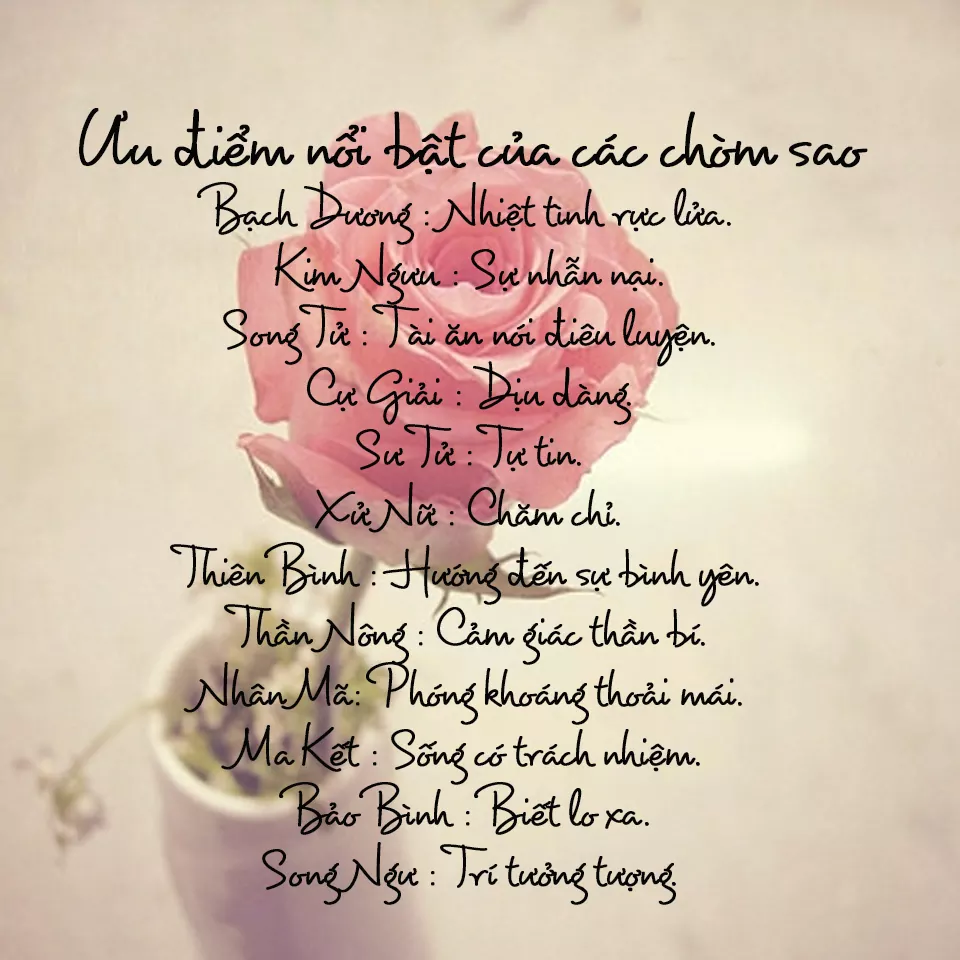 Ưu điểm nổi bật của các chòm sao
Bạch Dương : Nhiệt tình rực lửa.
Kim Ngưu : Sự nhẫn nại.
Song Tử : Tài ăn nói điêu luyện.
Cự Giải : Dịu dàng.
Sư Tử : Tự tin.
Xử Nữ : Chăm chỉ.
Thiên Bình : Hướng đến sự bình yên.
Thần Nông : Cảm giác thần bí.
Nhân Mã: Phóng khoáng thoải mái.
Ma Kết : Sống có trách nhiệm.
Bảo Bình : Biết lo xa.
Song Ngư : Trí tưởng tượng.